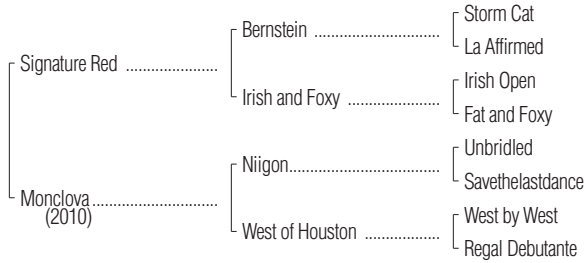 Storm Cat
Bernstein
La Affirmed
Signature Red
Irish Open
Irish and Foxy
Fat and Foxy
Unbridled
Niigon
Savethelastdance
Monclova
(2010)
West by West
West of Houston
Regal Debutante